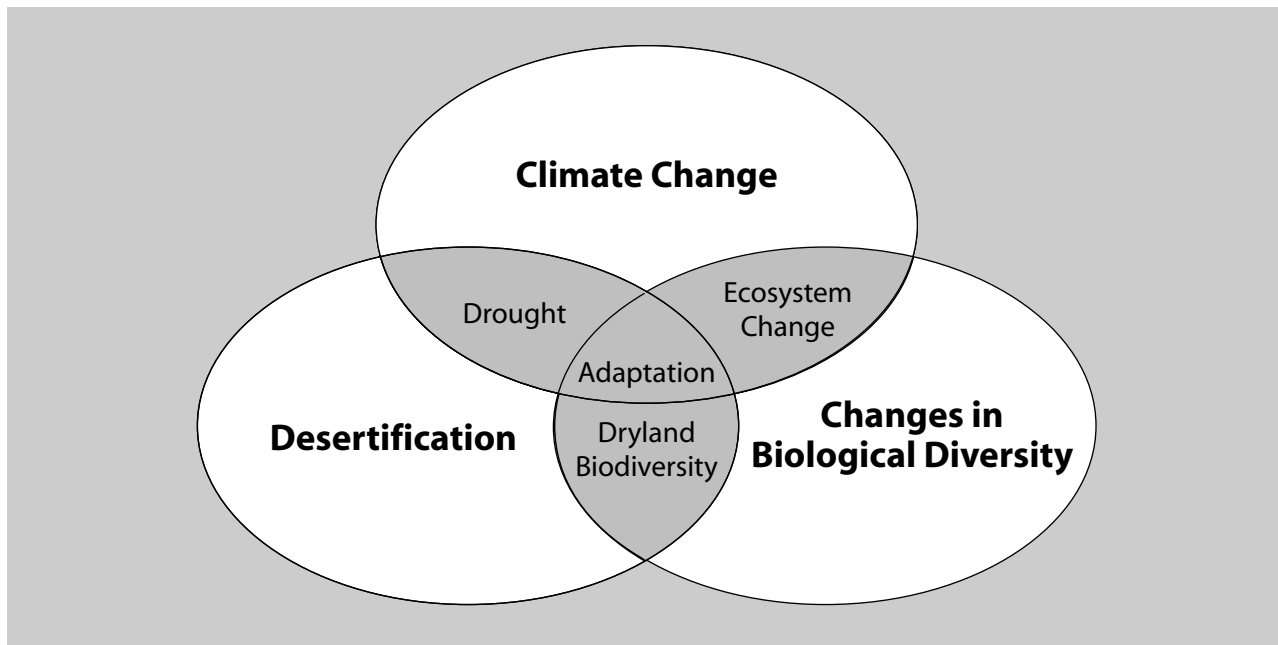 Climate Change
Drought
Ecosystem
Change
Adaptation
Desertification
Dryland
Biodiversity
Changes in
Biological Diversity